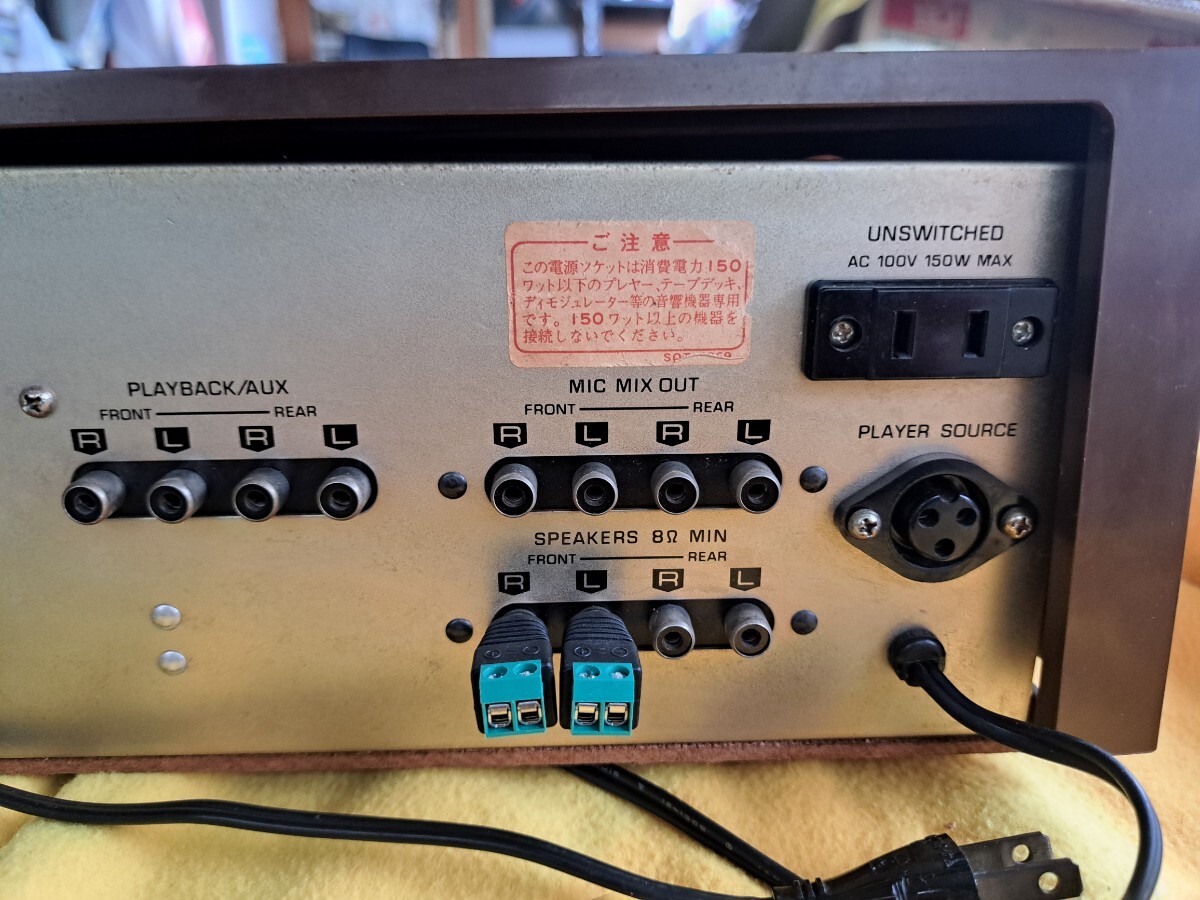 ご注意
この電源ソケットは消費電力150
ワット以下のプレヤー、テープデッキ、
ディモジュレーター等の音響機器専用
です。150ワット以上の機器を
接続しないでください。
UNSWITCHED
AC 100V 150W MAX
PLAYBACK/AUX
FRONT REAR
R L R L
MIC MIX OUT
FRONT REAR
R L R L
PLAYER SOURCE
SPEAKERS 8Ω MIN
FRONT REAR
R L R L